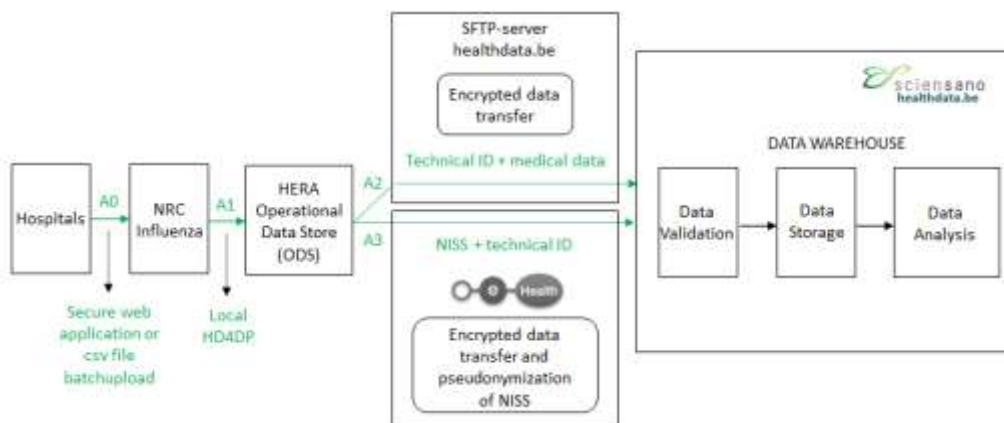 SFTP-server
healthdata.be
Encrypted data
transfer
Technical ID + medical data
sciensano
healthdata.be
DATA WAREHOUSE
Hospitals
A0
NRC
Influenza
A1
HERA
Operational
Data Store
(ODS)
A2
A3
NISS + technical ID
Health
Encrypted data
transfer and
pseudonymization
of NISS
Data
Validation
Data
Storage
Data
Analysis
Secure web
application or
csv file
batchupload
Local
HD4DP